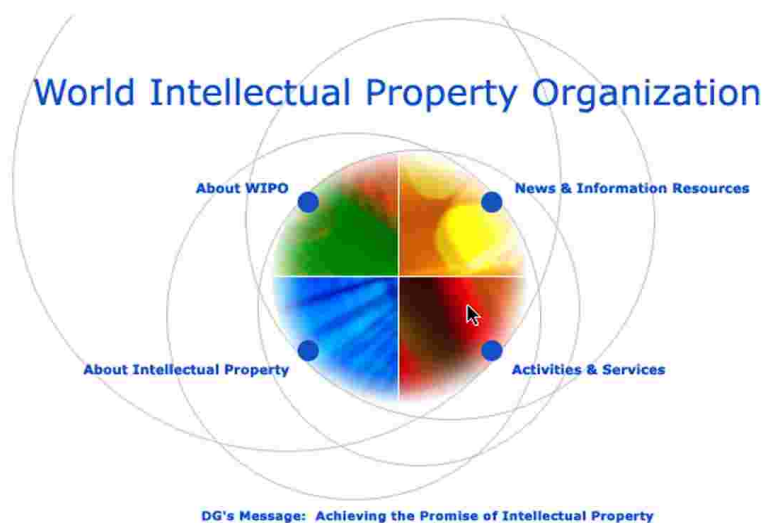 World Intellectual Property Organization
About WIPO
News & Information Resources
About Intellectual Property
Activities & Services
DG's Message: Achieving the Promise of Intellectual Property